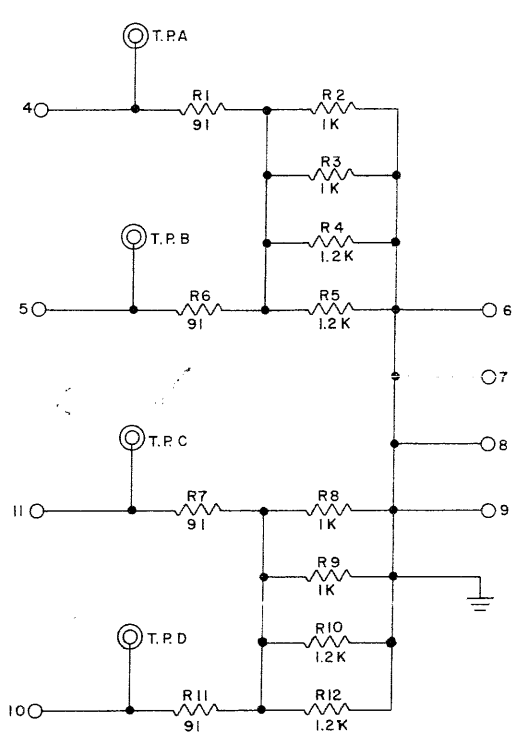 T.P.A
R1
R2
4
91
1K
R3
1K
T.P.B
R4
1.2K
R6
R5
5
6
91
1.2K
7
T.P.C
8
R7
R8
11
9
91
1K
R9
1K
T.P.D
R10
1.2K
R11
R12
10
91
1.2K